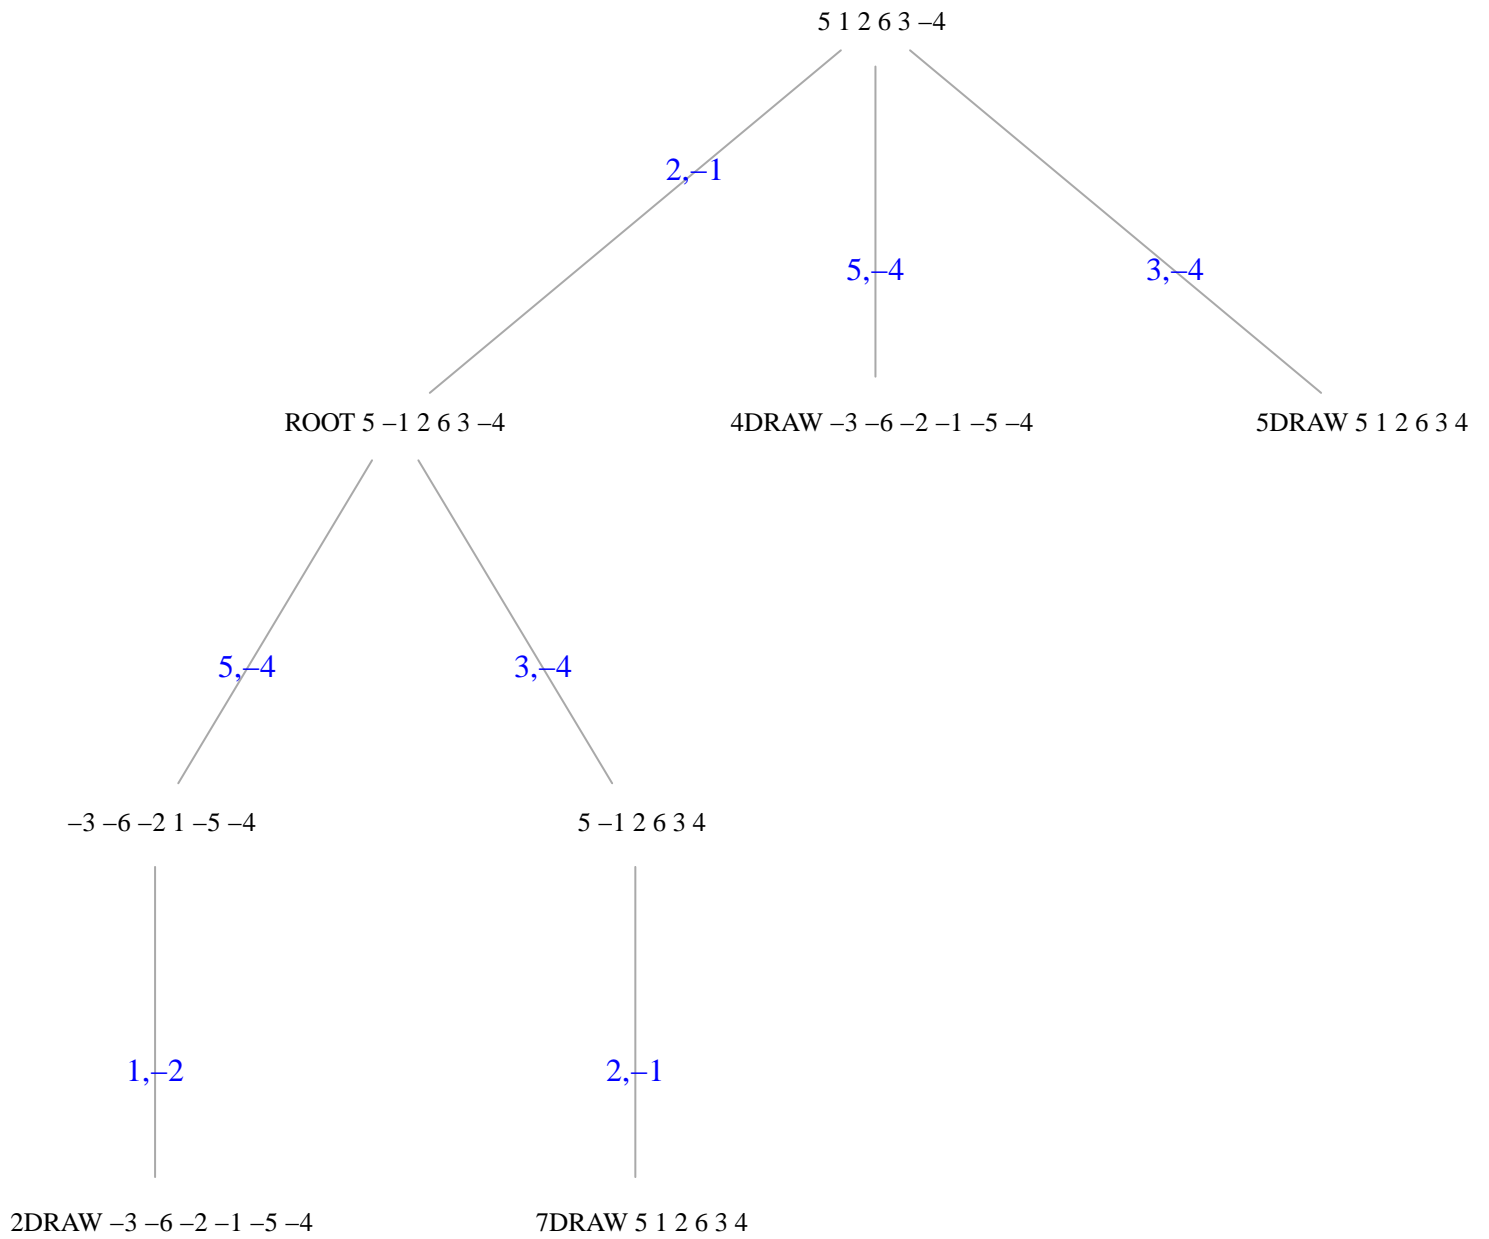 5 1 2 6 3 –4
2,–1
5,–4
3,–4
ROOT 5 –1 2 6 3 –4
4DRAW –3 –6 –2 –1 –5 –4
5DRAW 5 1 2 6 3 4
5,–4
3,–4
–3 –6 –2 1 –5 –4
5 –1 2 6 3 4
1,–2
2,–1
2DRAW –3 –6 –2 –1 –5 –4
7DRAW 5 1 2 6 3 4